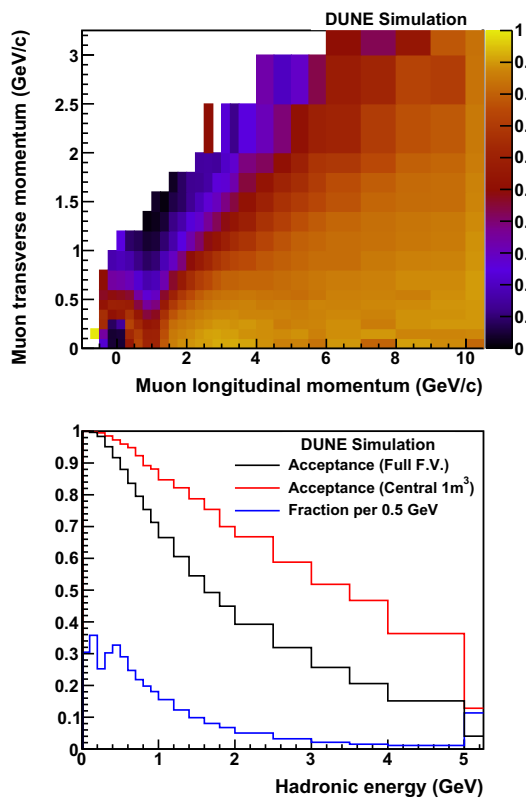 DUNE Simulation
Muon transverse momentum (GeV/c)
3
2.5
2
1.5
1
0.5
0
0 2 4 6 8 10
Muon longitudinal momentum (GeV/c)
1
0
DUNE Simulation
Acceptance (Full F.V.)
Acceptance (Central 1m³)
Fraction per 0.5 GeV
1
0.9
0.8
0.7
0.6
0.5
0.4
0.3
0.2
0.1
0
0 1 2 3 4 5
Hadronic energy (GeV)